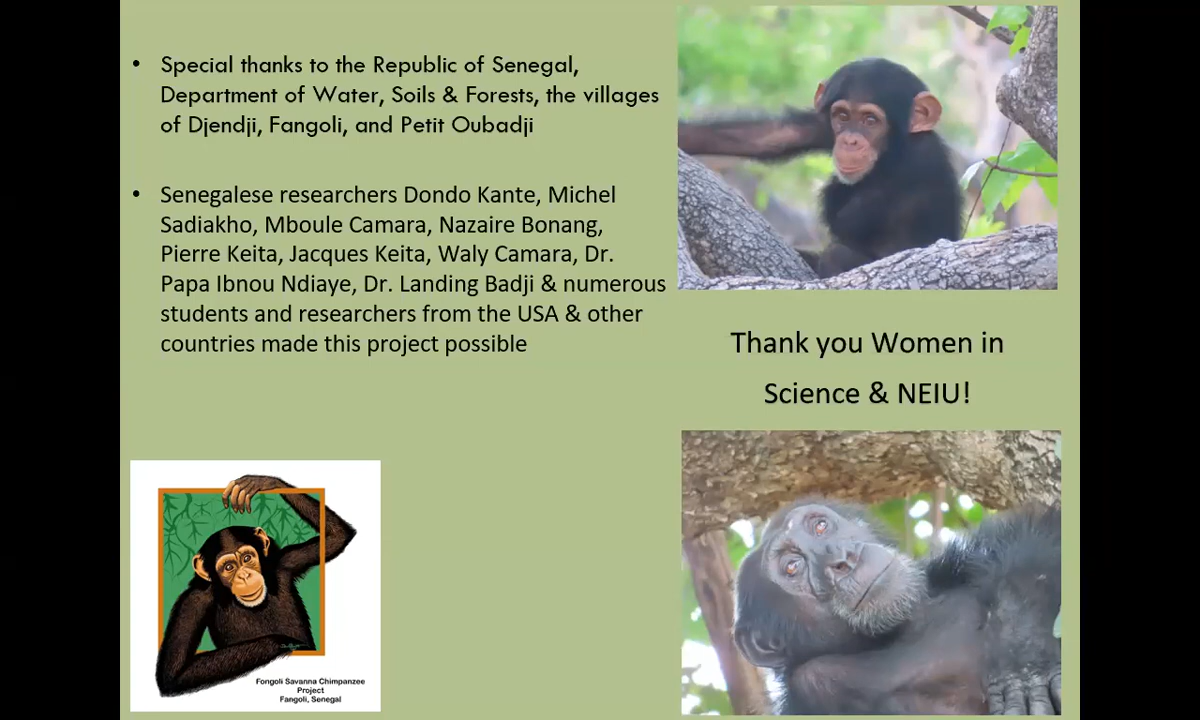 Special thanks to the Republic of Senegal,
Department of Water, Soils & Forests, the villages
of Djendji, Fangoli, and Petit Oubadji
Senegalese researchers Dondo Kante, Michel
Sadiakho, Mboule Camara, Nazaire Bonang,
Pierre Keita, Jacques Keita, Waly Camara, Dr.
Papa Ibnou Ndiaye, Dr. Landing Badji & numerous
students and researchers from the USA & other
countries made this project possible
Thank you Women in
Science & NEIU!
Fongoli Savanna Chimpanzee
Project
Fangoli, Senegal